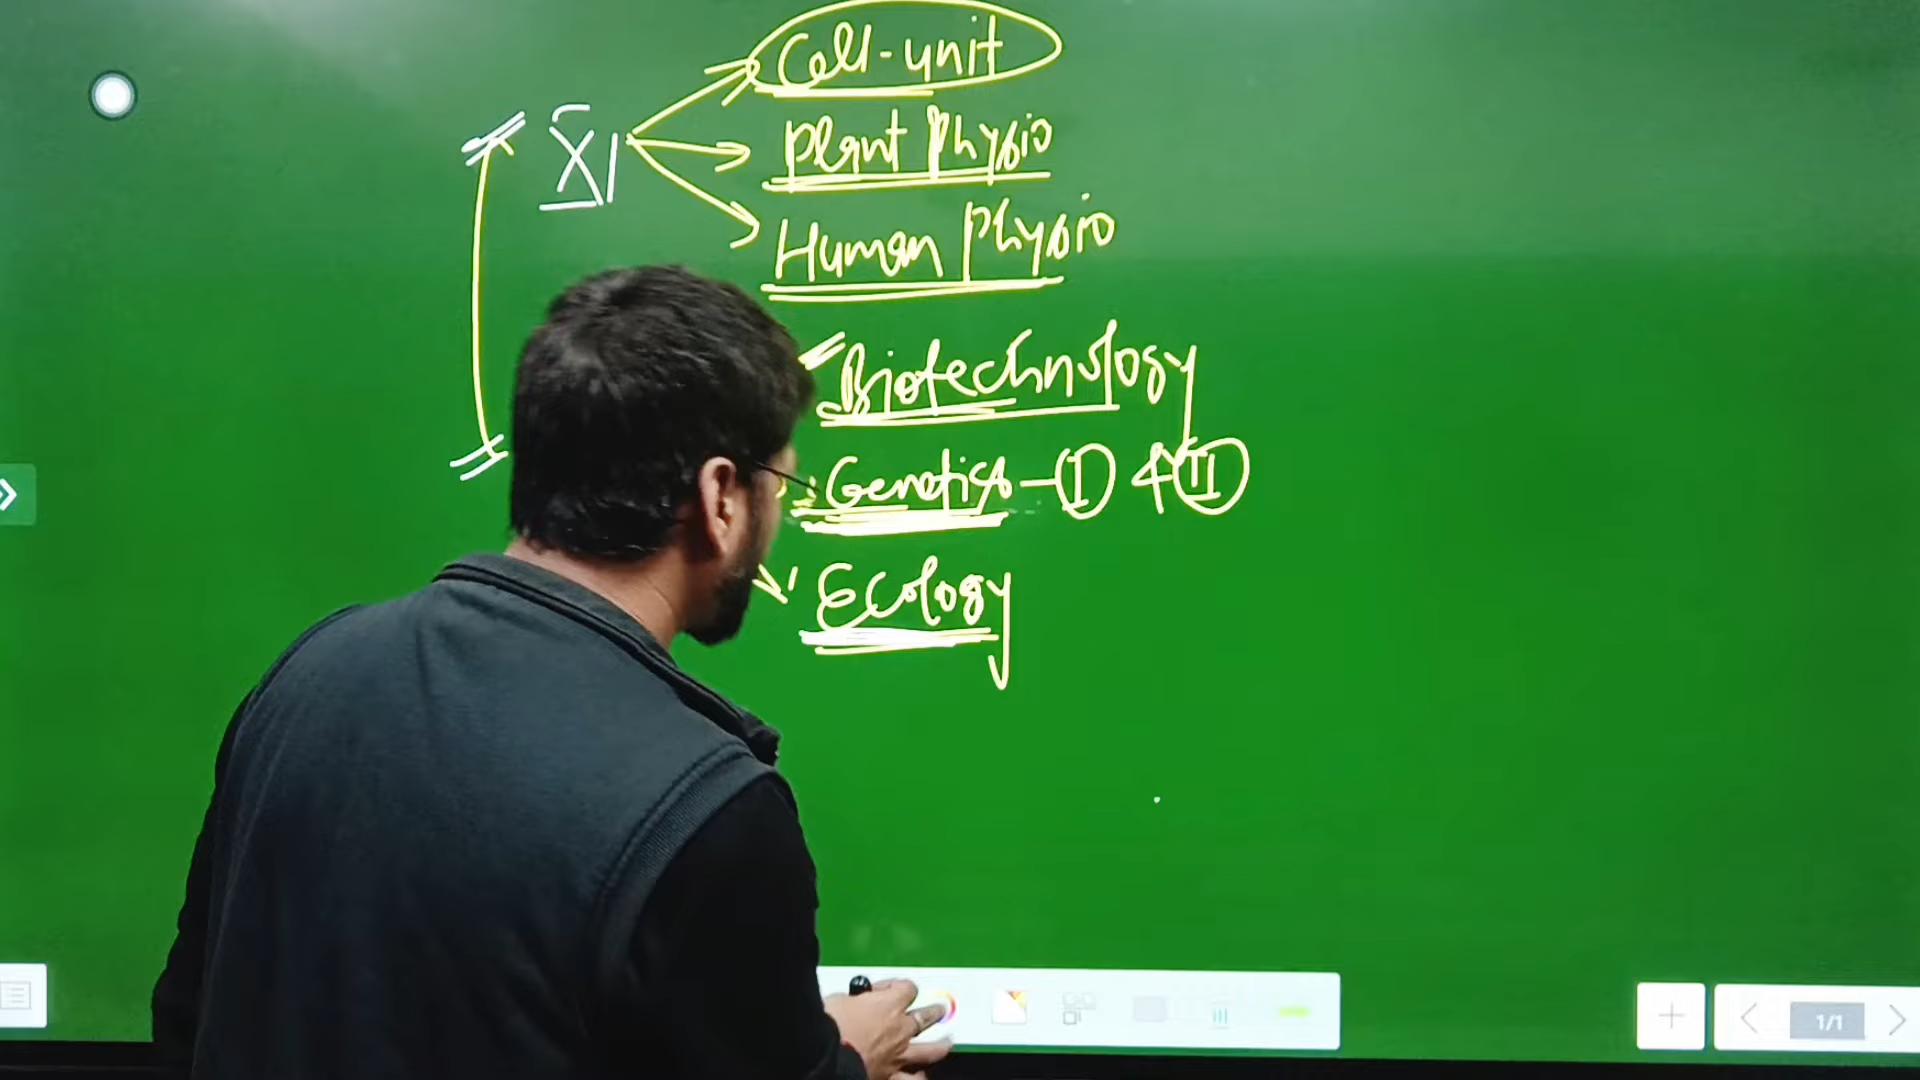 XI
Cell-unit
Plant Physio
Human Physio
Biotechnology
Genetics - I & II
Ecology
1/1